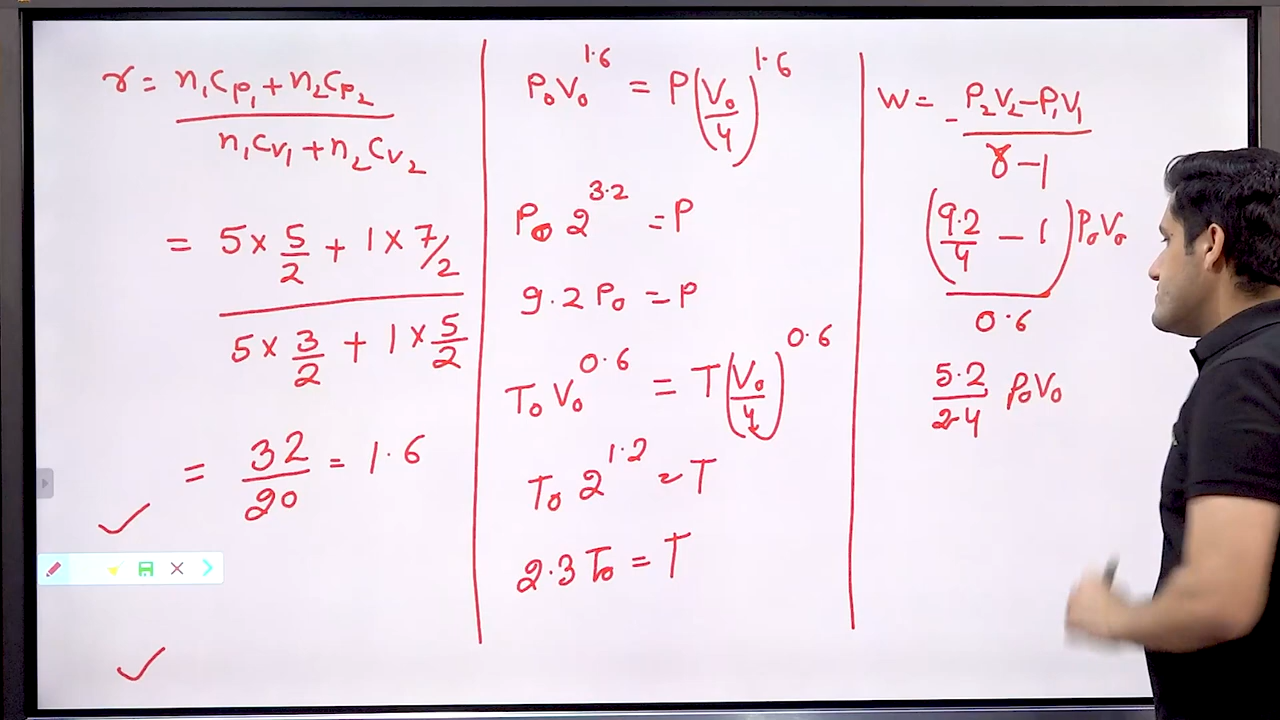 γ = n₁Cp₁ + n₂Cp₂
n₁Cv₁ + n₂Cv₂
= 5 × 5/2 + 1 × 7/2
5 × 3/2 + 1 × 5/2
= 32/20 = 1.6
P₀V₀^1.6 = P(V₀/4)^1.6
P₀ 2^3.2 = P
9.2 P₀ = P
T₀V₀^0.6 = T(V₀/4)^0.6
T₀ 2^1.2 = T
2.3 T₀ = T
W = - P₂V₂ - P₁V₁
γ - 1
(9.2/4 - 1) P₀V₀
0.6
5.2/2.4 P₀V₀